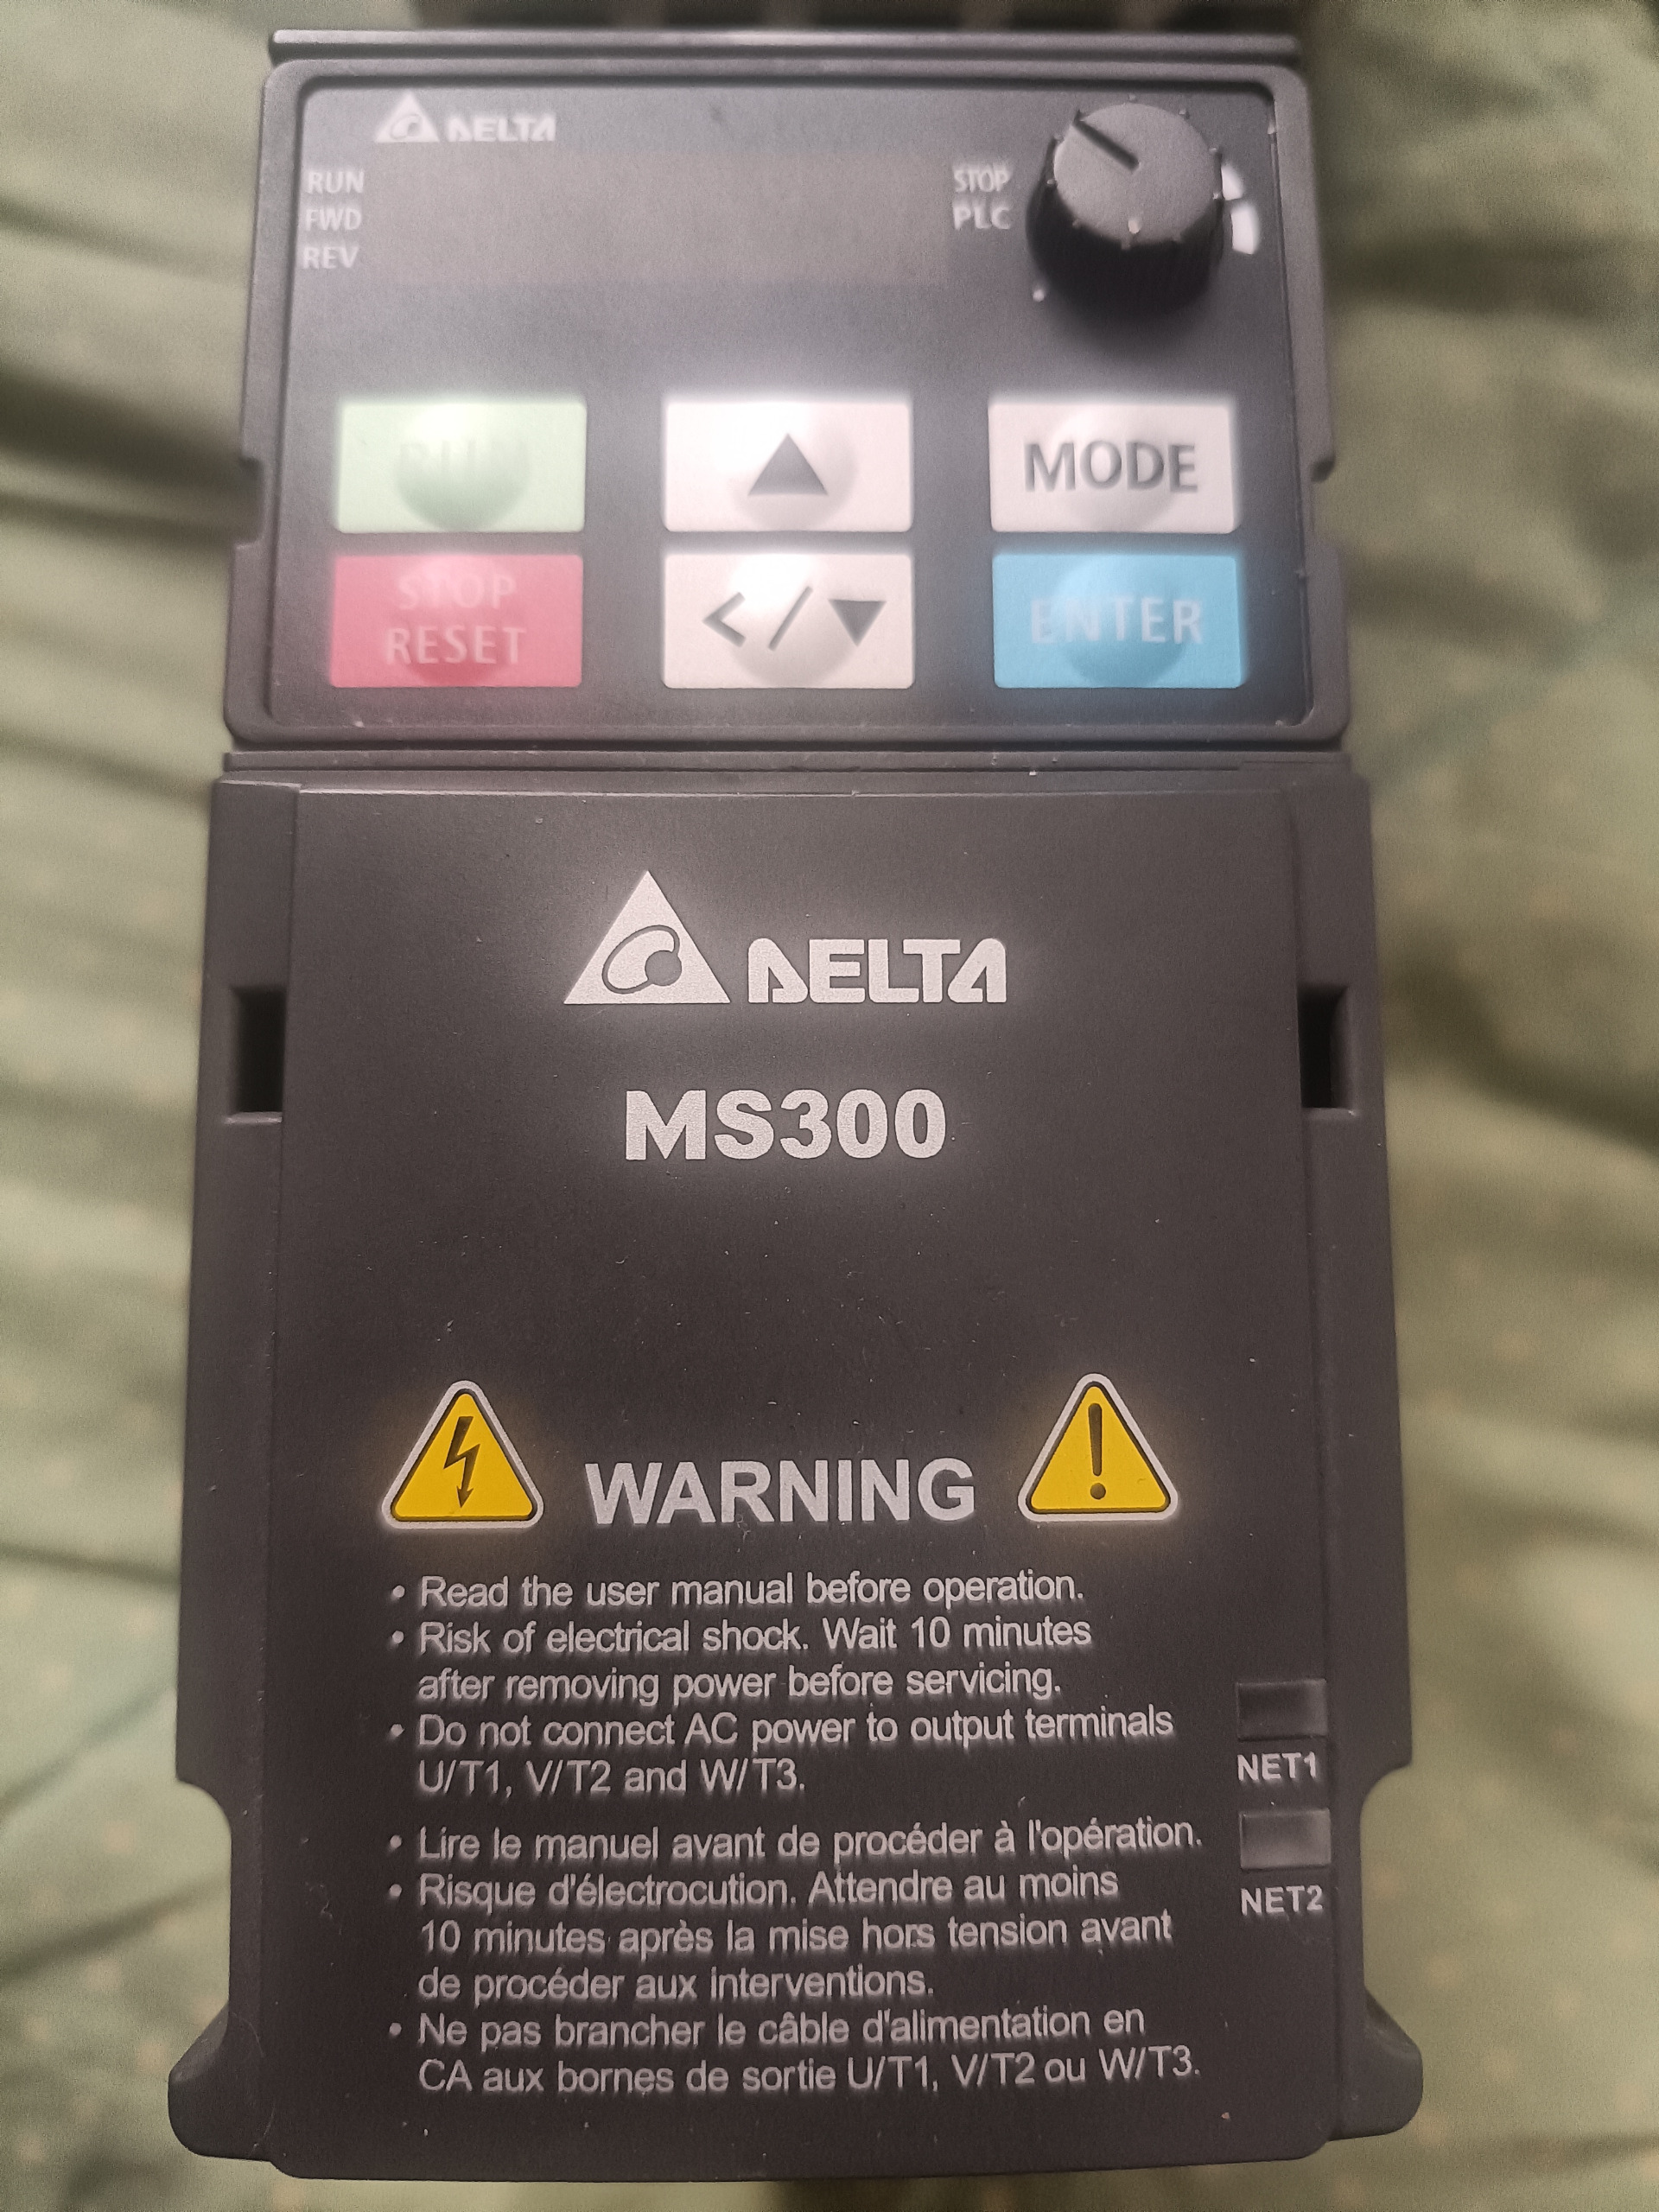 DELTA
RUN
FWD
REV
STOP
PLC
RUN
MODE
STOP
RESET
</
ENTER
DELTA
MS300
WARNING
• Read the user manual before operation.
• Risk of electrical shock. Wait 10 minutes
after removing power before servicing.
• Do not connect AC power to output terminals
U/T1, V/T2 and W/T3.
• Lire le manuel avant de procéder à l'opération.
• Risque d'électrocution. Attendre au moins
10 minutes après la mise hors tension avant
de procéder aux interventions.
• Ne pas brancher le câble d'alimentation en
CA aux bornes de sortie U/T1, V/T2 ou W/T3.
NET1
NET2